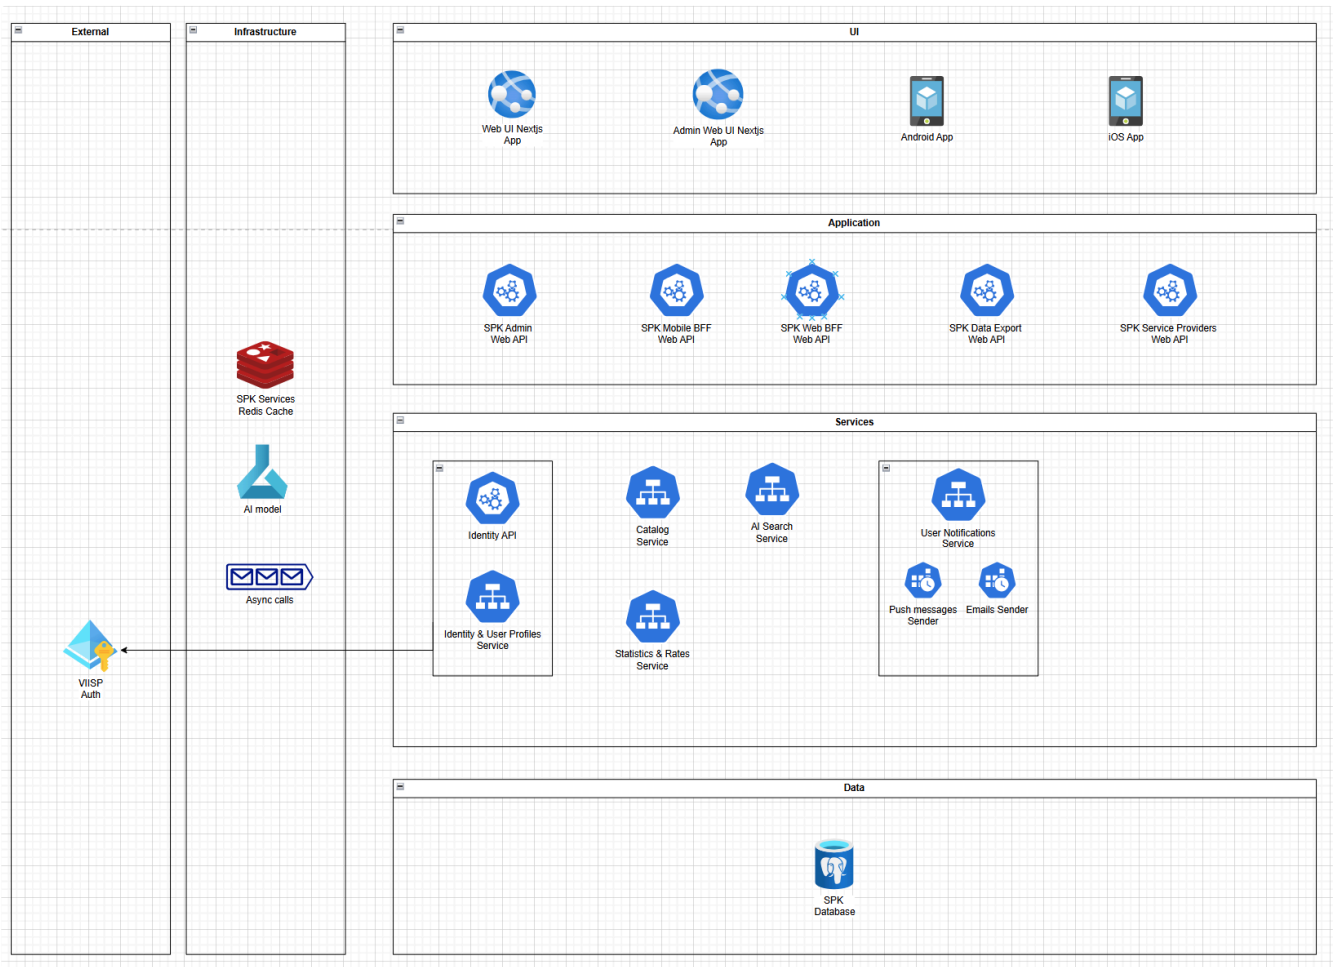 External
Infrastructure
UI
Web UI Nextjs
App
Admin Web UI Nextjs
App
Android App
iOS App
Application
SPK Admin
Web API
SPK Mobile BFF
Web API
SPK Web BFF
Web API
SPK Data Export
Web API
SPK Service Providers
Web API
SPK Services
Redis Cache
AI model
Async calls
VIISP
Auth
Services
Identity API
Identity & User Profiles
Service
Catalog
Service
AI Search
Service
Statistics & Rates
Service
User Notifications
Service
Push messages
Sender
Emails Sender
Data
SPK
Database